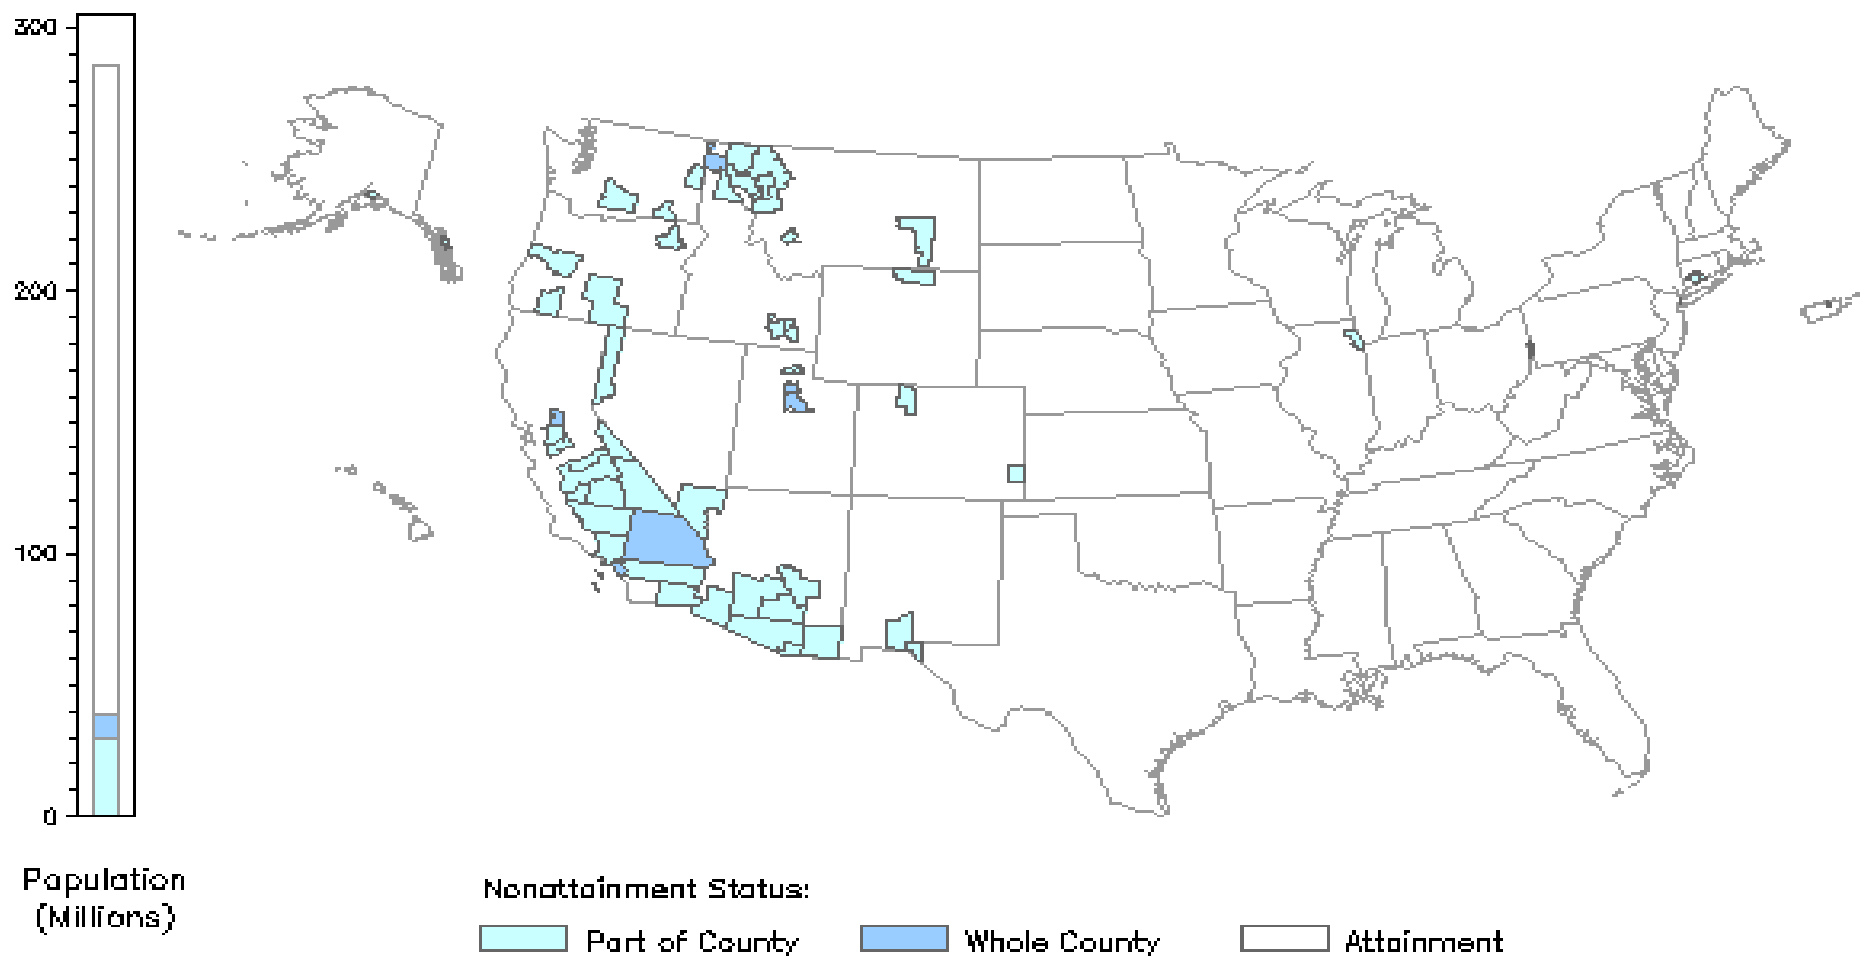 300
200
100
0
Population
(Millions)
Nonattainment Status:
Part of County
Whole County
Attainment